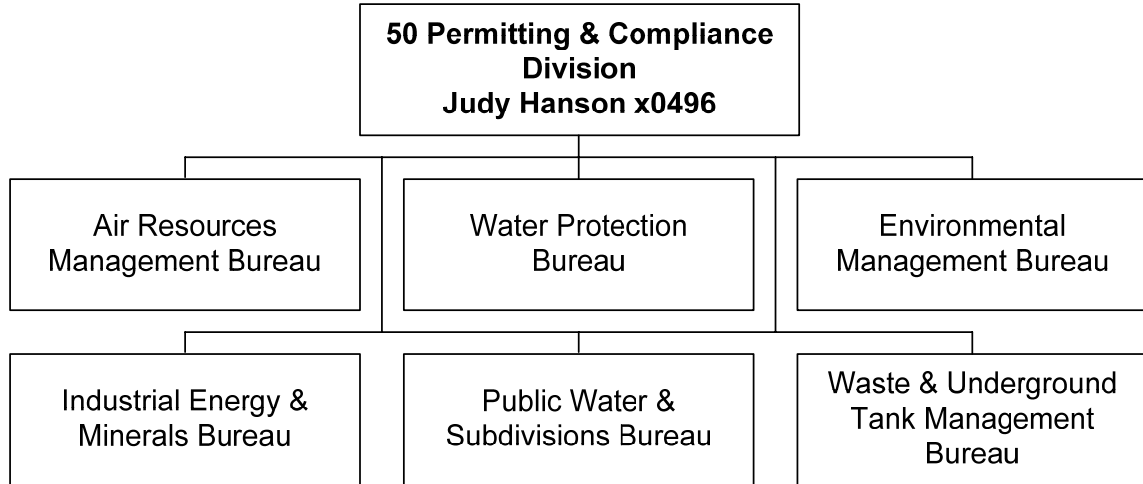 50 Permitting & Compliance
Division
Judy Hanson x0496
Air Resources
Management Bureau
Water Protection
Bureau
Environmental
Management Bureau
Industrial Energy &
Minerals Bureau
Public Water &
Subdivisions Bureau
Waste & Underground
Tank Management
Bureau